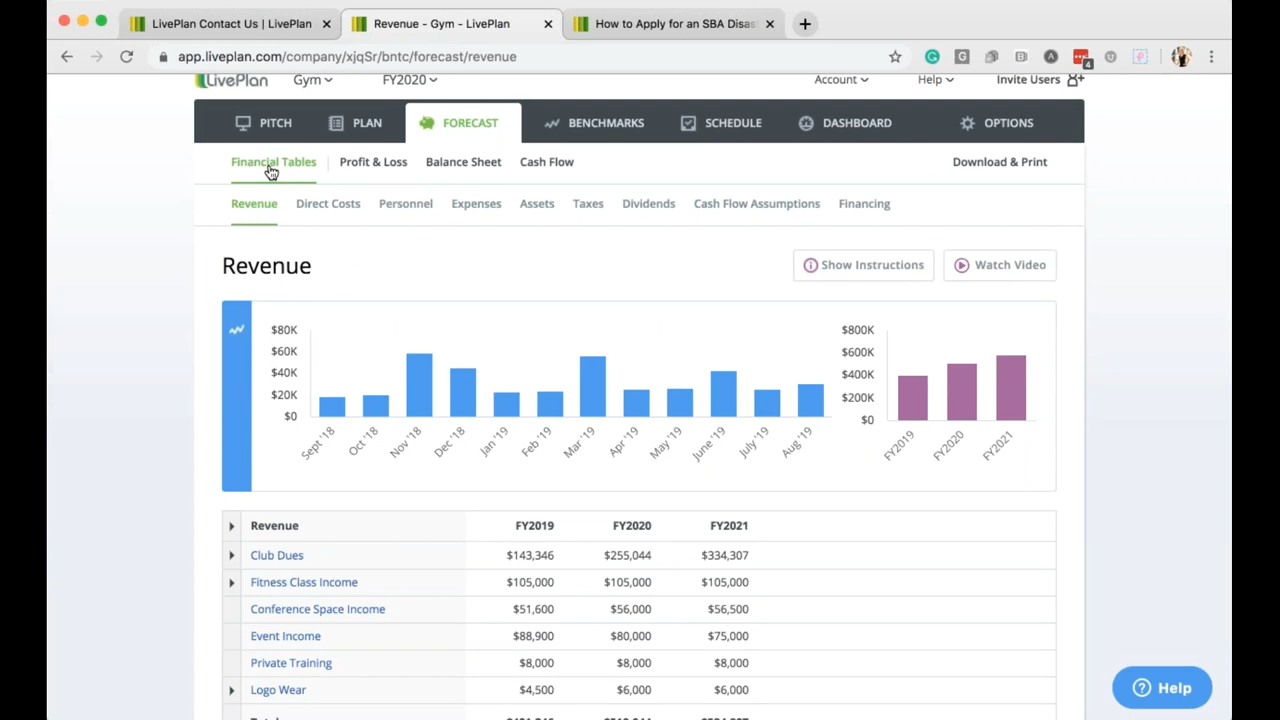 LivePlan Contact Us | LivePlan
Revenue - Gym - LivePlan
How to Apply for an SBA Disas
app.liveplan.com/company/xjqSr/bntc/forecast/revenue
4
LivePlan
Gym
FY2020
Account
Help
Invite Users
PITCH
PLAN
FORECAST
BENCHMARKS
SCHEDULE
DASHBOARD
OPTIONS
Financial Tables
Profit & Loss
Balance Sheet
Cash Flow
Download & Print
Revenue
Direct Costs
Personnel
Expenses
Assets
Taxes
Dividends
Cash Flow Assumptions
Financing
Revenue
Show Instructions
Watch Video
$80K
$60K
$40K
$20K
$0
Sept '18
Oct '18
Nov '18
Dec '18
Jan '19
Feb '19
Mar '19
Apr '19
May '19
June '19
July '19
Aug '19
$800K
$600K
$400K
$200K
$0
FY2019
FY2020
FY2021
Revenue FY2019 FY2020 FY2021
Club Dues $143,346 $255,044 $334,307
Fitness Class Income $105,000 $105,000 $105,000
Conference Space Income $51,600 $56,000 $56,500
Event Income $88,900 $80,000 $75,000
Private Training $8,000 $8,000 $8,000
Logo Wear $4,500 $6,000 $6,000
Help